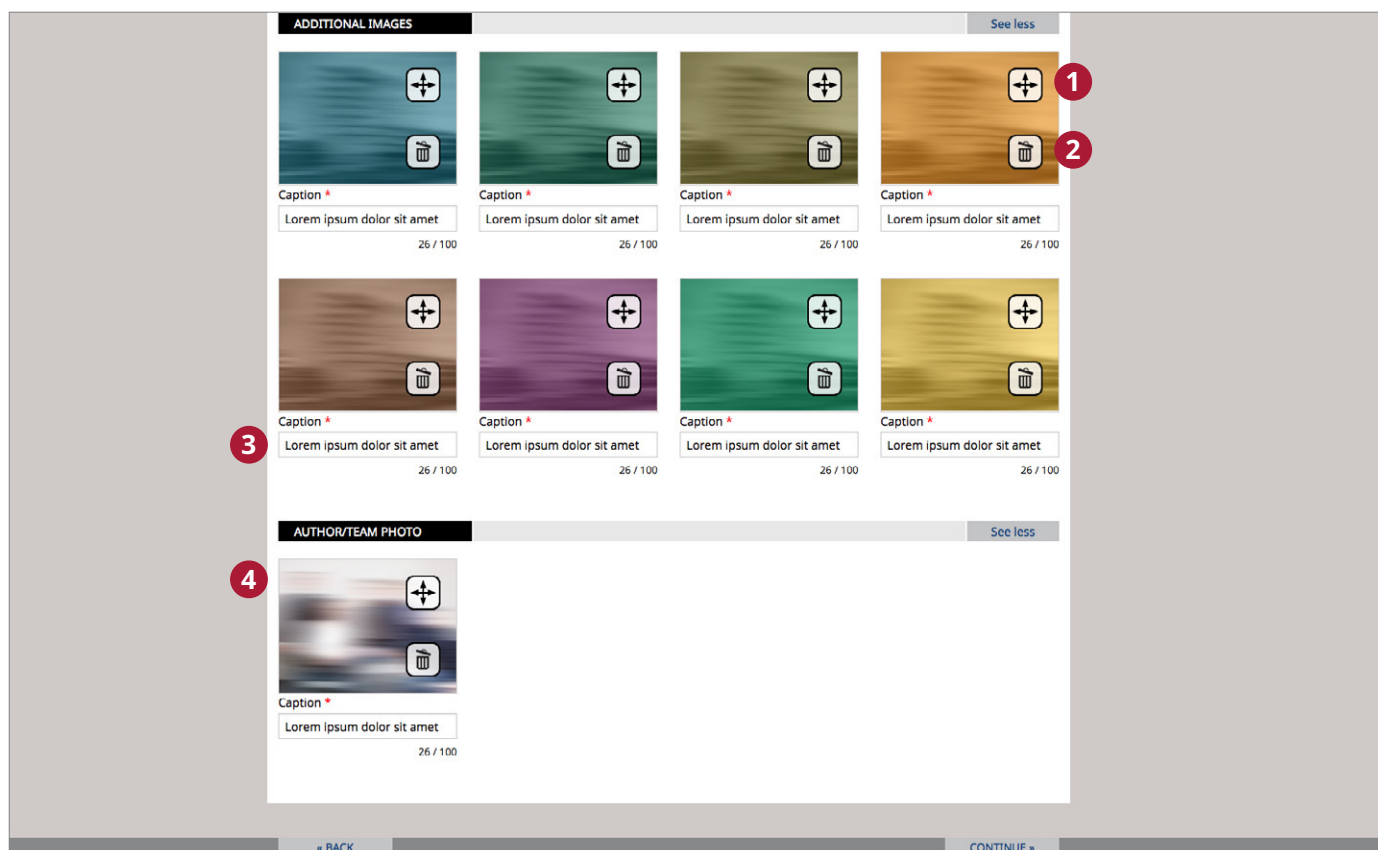 ADDITIONAL IMAGES See less
1
2
Caption * Caption * Caption * Caption *
Lorem ipsum dolor sit amet Lorem ipsum dolor sit amet Lorem ipsum dolor sit amet Lorem ipsum dolor sit amet
26 / 100 26 / 100 26 / 100 26 / 100
Caption * Caption * Caption * Caption *
3 Lorem ipsum dolor sit amet Lorem ipsum dolor sit amet Lorem ipsum dolor sit amet Lorem ipsum dolor sit amet
26 / 100 26 / 100 26 / 100 26 / 100
AUTHOR/TEAM PHOTO See less
4
Caption *
Lorem ipsum dolor sit amet
26 / 100
« BACK CONTINUE »